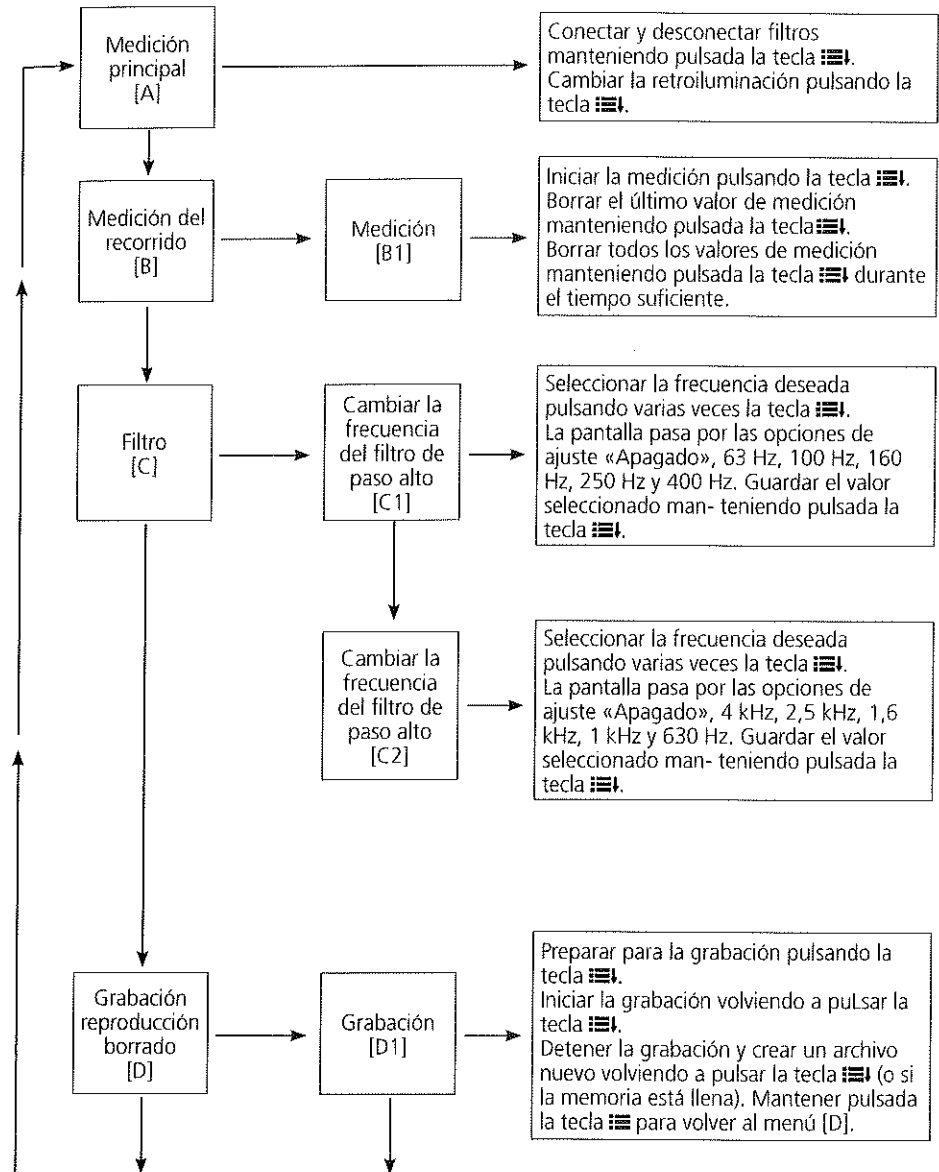 Medición
principal
[A]
Conectar y desconectar filtros
manteniendo pulsada la tecla .
Cambiar la retroiluminación pulsando la
tecla .
Medición del
recorrido
[B]
Medición
[B1]
Iniciar la medición pulsando la tecla .
Borrar el último valor de medición
manteniendo pulsada la tecla .
Borrar todos los valores de medición
manteniendo pulsada la tecla durante
el tiempo suficiente.
Filtro
[C]
Cambiar la
frecuencia
del filtro de
paso alto
[C1]
Seleccionar la frecuencia deseada
pulsando varias veces la tecla .
La pantalla pasa por las opciones de
ajuste «Apagado», 63 Hz, 100 Hz, 160
Hz, 250 Hz y 400 Hz. Guardar el valor
seleccionado man- teniendo pulsada la
tecla .
Cambiar la
frecuencia
del filtro de
paso alto
[C2]
Seleccionar la frecuencia deseada
pulsando varias veces la tecla .
La pantalla pasa por las opciones de
ajuste «Apagado», 4 kHz, 2,5 kHz, 1,6
kHz, 1 kHz y 630 Hz. Guardar el valor
seleccionado man- teniendo pulsada la
tecla .
Grabación
reproducción
borrado
[D]
Grabación
[D1]
Preparar para la grabación pulsando la
tecla .
Iniciar la grabación volviendo a puLsar la
tecla .
Detener la grabación y crear un archivo
nuevo volviendo a pulsar la tecla (o si
la memoria está llena). Mantener pulsada
la tecla para volver al menú [D].